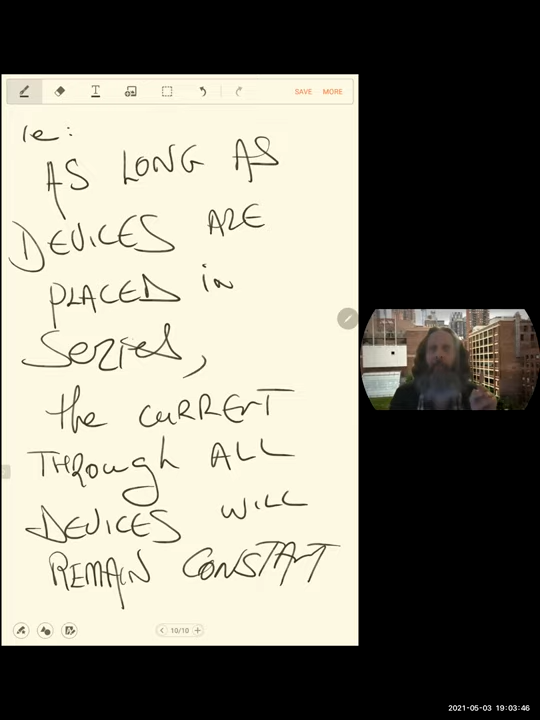 SAVE MORE
ie:
AS LONG AS
DEVICES ARE
PLACED in
SERIES,
the CURRENT
THROUGH ALL
DEVICES WILL
REMAIN CONSTANT
10/10
2021-05-03 19:03:46